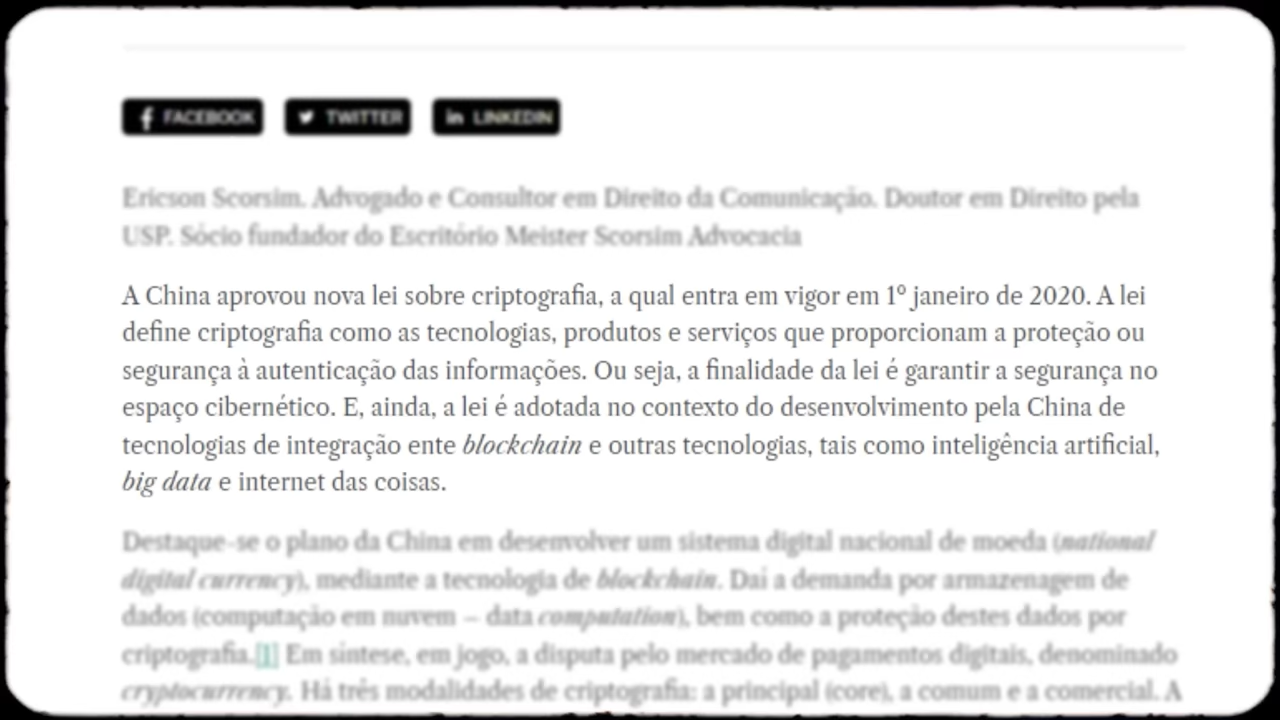 FACEBOOK TWITTER LINKEDIN
Ericson Scorsim. Advogado e Consultor em Direito da Comunicação. Doutor em Direito pela
USP. Sócio fundador do Escritório Meister Scorsim Advocacia
A China aprovou nova lei sobre criptografia, a qual entra em vigor em 1º janeiro de 2020. A lei
define criptografia como as tecnologias, produtos e serviços que proporcionam a proteção ou
segurança à autenticação das informações. Ou seja, a finalidade da lei é garantir a segurança no
espaço cibernético. E, ainda, a lei é adotada no contexto do desenvolvimento pela China de
tecnologias de integração ente blockchain e outras tecnologias, tais como inteligência artificial,
big data e internet das coisas.
Destaque-se o plano da China em desenvolver um sistema digital nacional de moeda (national
digital currency), mediante a tecnologia de blockchain. Daí a demanda por armazenagem de
dados (computação em nuvem – data computation), bem como a proteção destes dados por
criptografia.[1] Em síntese, em jogo, a disputa pelo mercado de pagamentos digitais, denominado
cryptocurrency. Há três modalidades de criptografia: a principal (core), a comum e a comercial. A